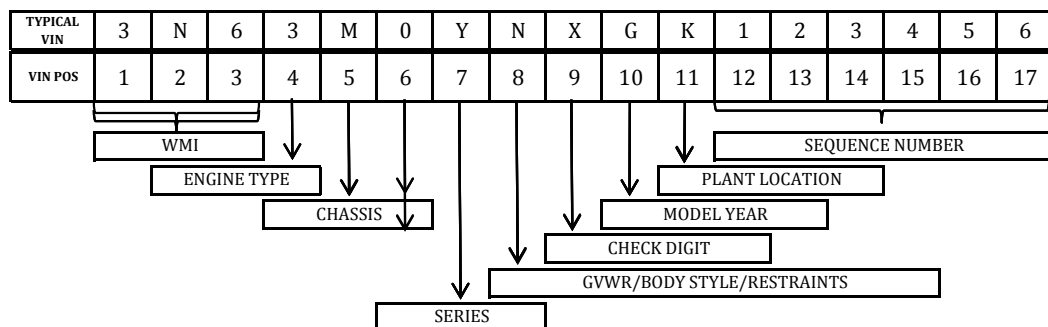 TYPICAL VIN 3 N 6 3 M 0 Y N X G K 1 2 3 4 5 6
VIN POS 1 2 3 4 5 6 7 8 9 10 11 12 13 14 15 16 17
WMI SEQUENCE NUMBER
ENGINE TYPE PLANT LOCATION
CHASSIS MODEL YEAR
CHECK DIGIT
GVWR/BODY STYLE/RESTRAINTS
SERIES